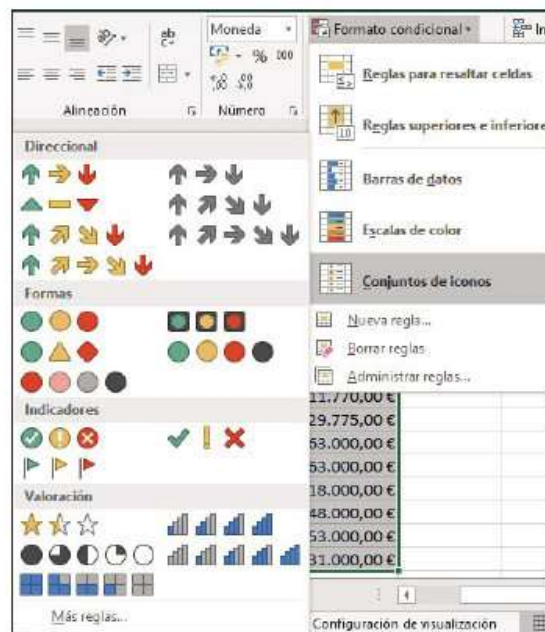 Moneda
Formato condicional
In
% 000
Alineación
Número
Reglas para resaltar celdas
Reglas superiores e inferiore
Barras de datos
Escalas de color
Conjuntos de iconos
Nueva regla...
Borrar reglas
Administrar reglas...
Direccional
Formas
Indicadores
Valoración
Más reglas...
11.770,00 €
29.775,00 €
53.000,00 €
53.000,00 €
18.000,00 €
48.000,00 €
53.000,00 €
31.000,00 €
Configuración de visualización